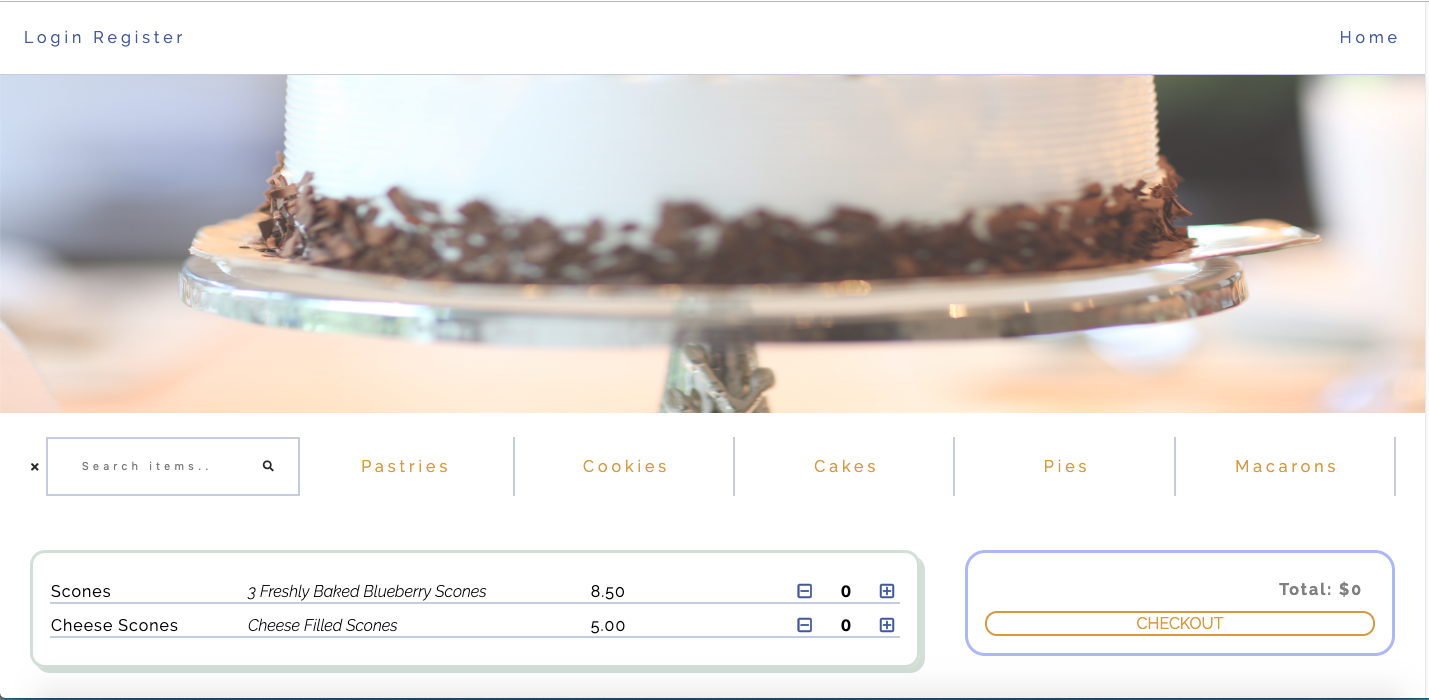 Login Register Home
Search items.. Pastries Cookies Cakes Pies Macarons
Scones 3 Freshly Baked Blueberry Scones 8.50 0
Cheese Scones Cheese Filled Scones 5.00 0
Total: $0
CHECKOUT